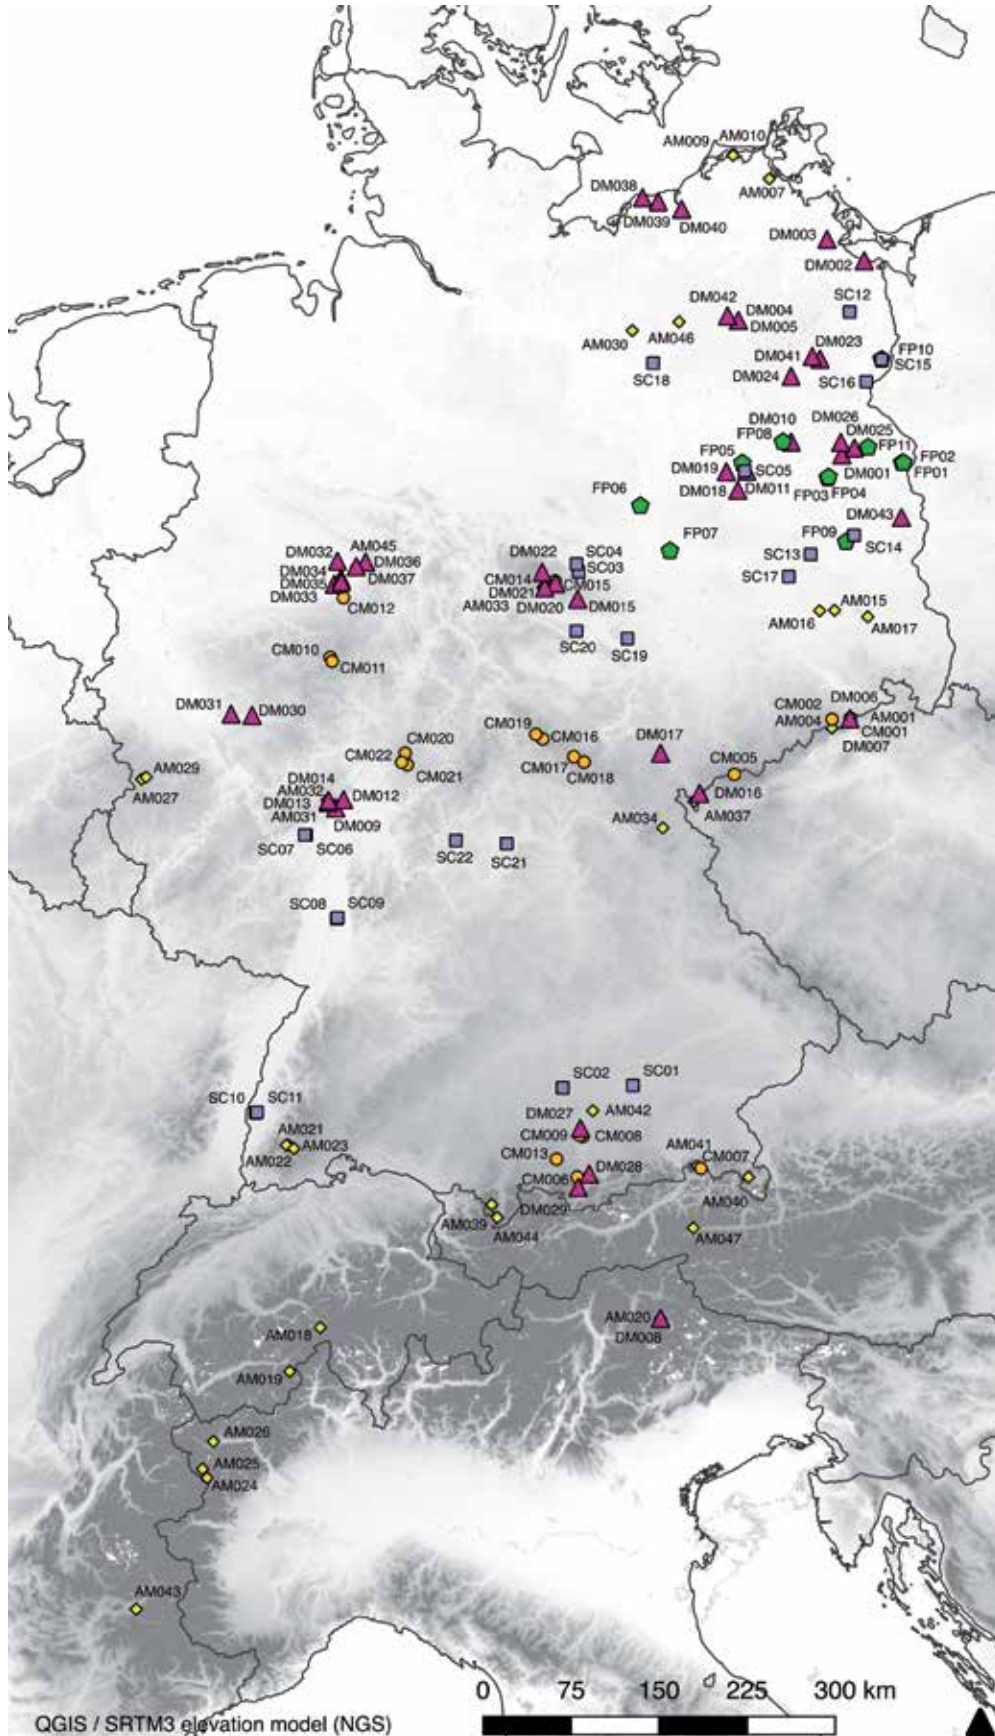 AM009 AM010
AM007
DM038
DM039
DM040
DM003
DM002
SC12
DM042
DM004
DM005
AM030
AM046
SC18
DM041
DM023
DM024
FP10
SC15
SC16
DM010
FP08
DM026
DM025
FP11
FP02
FP01
DM001
FP05
DM019
SC05
DM018
DM011
FP03
FP04
FP06
DM043
FP07
FP09
SC14
SC13
SC17
DM032
AM045
DM036
DM034
DM037
DM035
DM033
CM012
DM022
SC04
SC03
CM014
CM015
DM021
AM033
DM020
DM015
AM016
AM015
AM017
SC20
SC19
CM010
CM011
DM031
DM030
CM002
DM006
AM004
AM001
CM001
DM007
CM019
CM016
CM017
CM018
DM017
CM020
CM022
CM021
CM005
AM029
AM027
DM014
AM032
DM012
DM013
AM031
DM009
DM016
AM037
AM034
SC07
SC06
SC22
SC21
SC08
SC09
SC02
SC01
SC10
SC11
DM027
AM042
CM009
CM008
AM021
AM023
AM022
CM013
AM041
CM007
DM028
CM006
DM029
AM040
AM039
AM044
AM047
AM020
DM008
AM018
AM019
AM026
AM025
AM024
AM043
0 75 150 225 300 km
QGIS / SRTM3 elevation model (NGS)